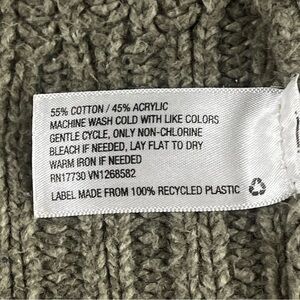 55% COTTON / 45% ACRYLIC
MACHINE WASH COLD WITH LIKE COLORS
GENTLE CYCLE, ONLY NON-CHLORINE
BLEACH IF NEEDED, LAY FLAT TO DRY
WARM IRON IF NEEDED
RN17730 VN1268582
LABEL MADE FROM 100% RECYCLED PLASTIC